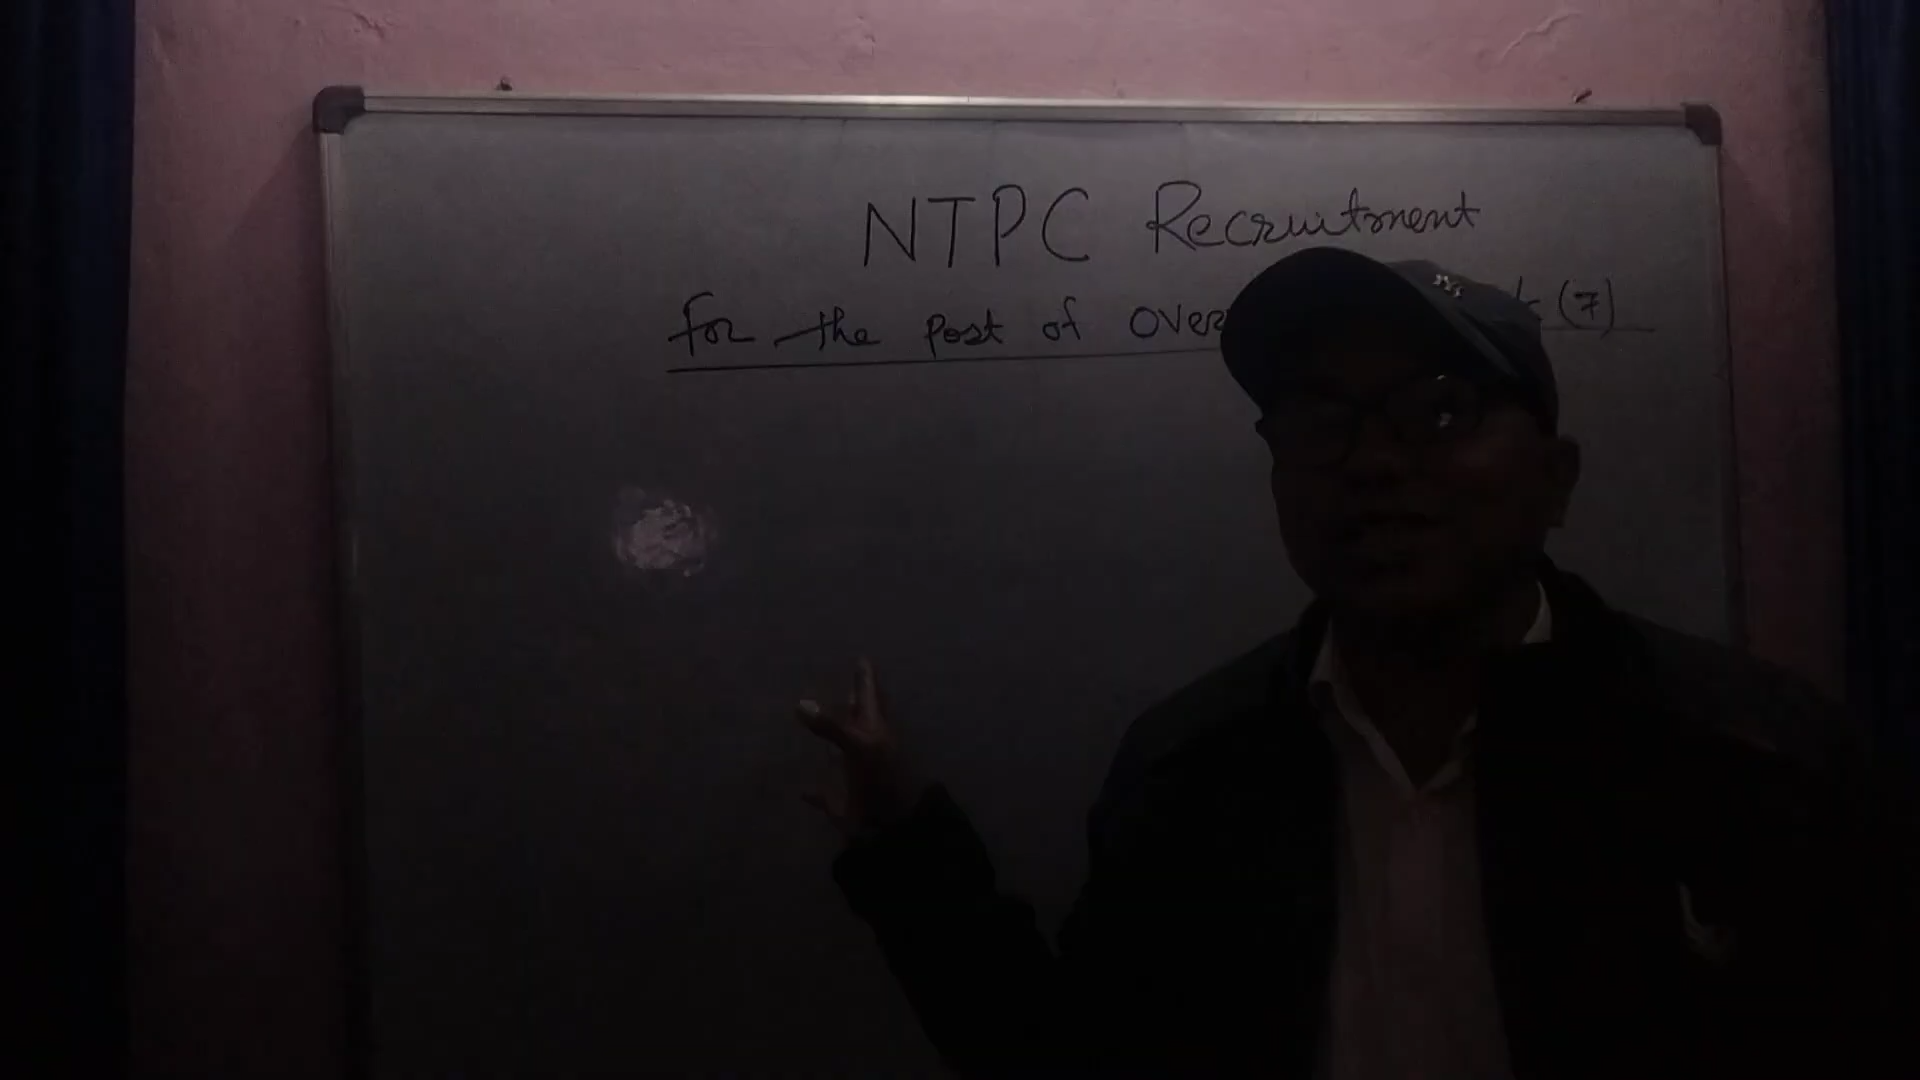 NTPC Recruitment
for the post of Over (7)